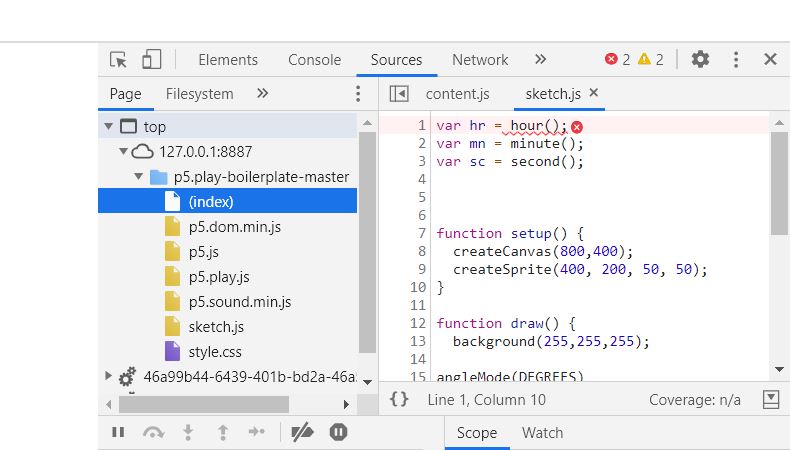 Elements Console Sources Network » 2 2
Page Filesystem »
content.js sketch.js ×
top
127.0.0.1:8887
p5.play-boilerplate-master
(index)
p5.dom.min.js
p5.js
p5.play.js
p5.sound.min.js
sketch.js
style.css
46a99b44-6439-401b-bd2a-46a
1 var hr = hour();
2 var mn = minute();
3 var sc = second();
4
5
6
7 function setup() {
8 createCanvas(800,400);
9 createSprite(400, 200, 50, 50);
10 }
11
12 function draw() {
13 background(255,255,255);
14
15 angleMode(DEGREES)
{} Line 1, Column 10 Coverage: n/a
Scope Watch